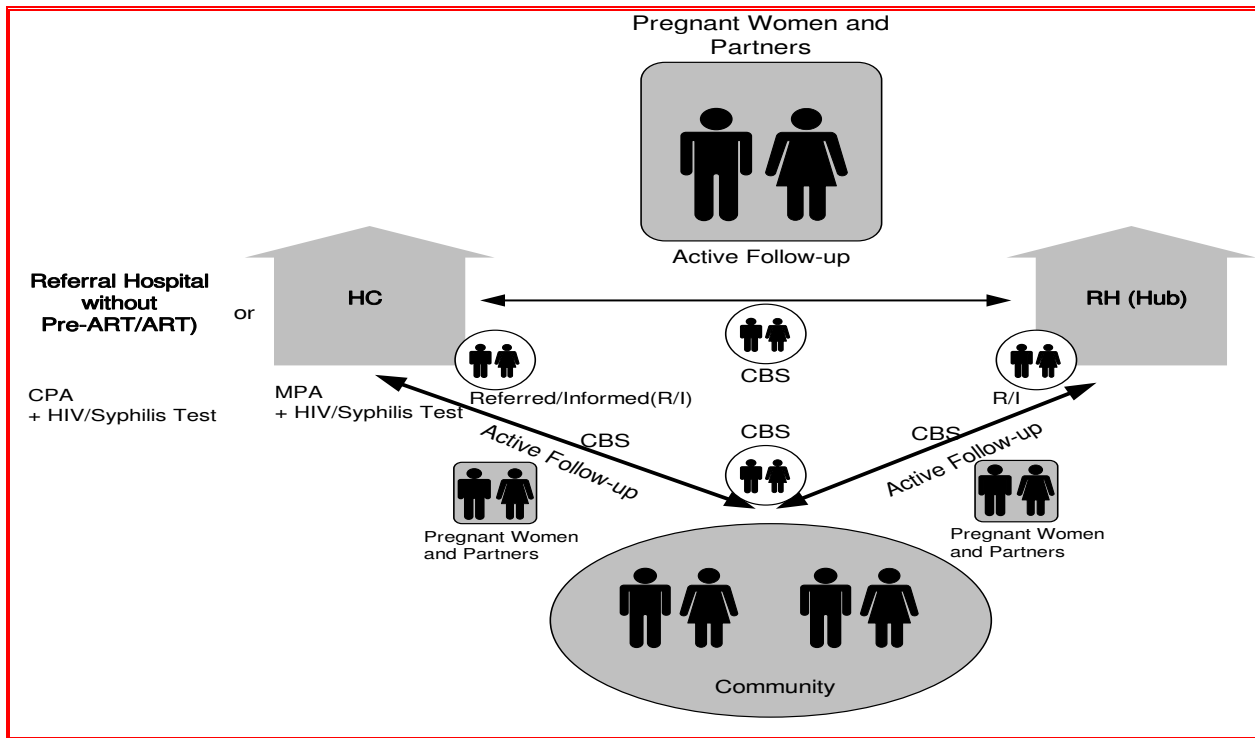 Pregnant Women and
Partners
Active Follow-up
Referral Hospital
without
Pre-ART/ART)
or
HC
RH (Hub)
CBS
CPA
+ HIV/Syphilis Test
MPA
+ HIV/Syphilis Test
Referred/Informed(R/I)
R/I
CBS
Active Follow-up
CBS
CBS
Active Follow-up
Pregnant Women
and Partners
Pregnant Women
and Partners
Community